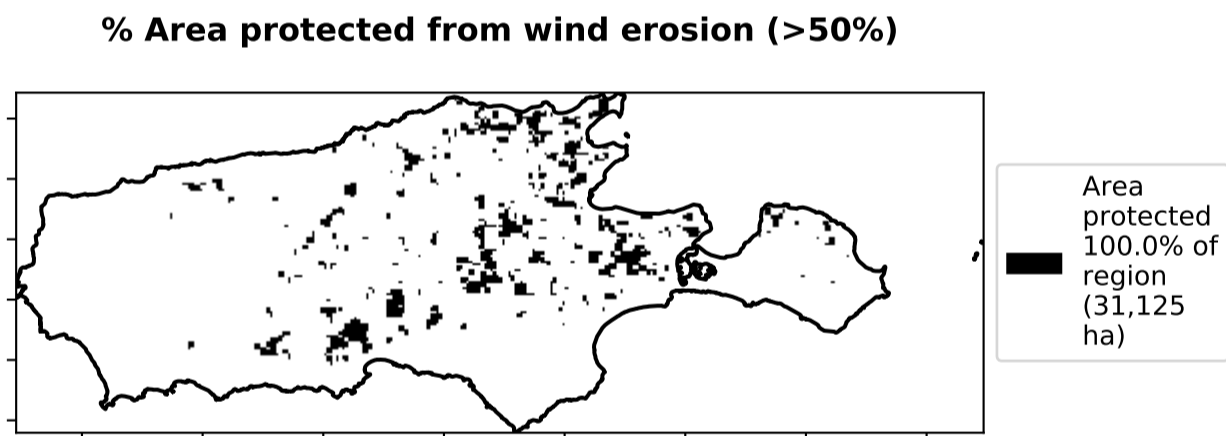 % Area protected from wind erosion (>50%)
Area
protected
100.0% of
region
(31,125
ha)